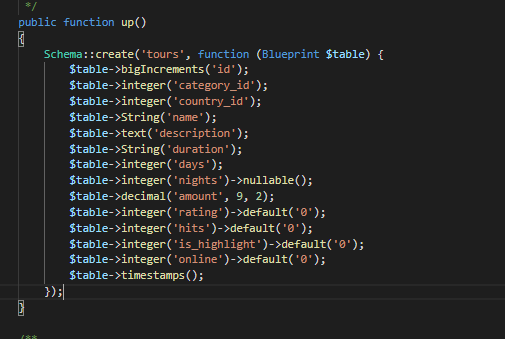 */
public function up()
{
Schema::create('tours', function (Blueprint $table) {
$table->bigIncrements('id');
$table->integer('category_id');
$table->integer('country_id');
$table->String('name');
$table->text('description');
$table->String('duration');
$table->integer('days');
$table->integer('nights')->nullable();
$table->decimal('amount', 9, 2);
$table->integer('rating')->default('0');
$table->integer('hits')->default('0');
$table->integer('is_highlight')->default('0');
$table->integer('online')->default('0');
$table->timestamps();
});
}
/**